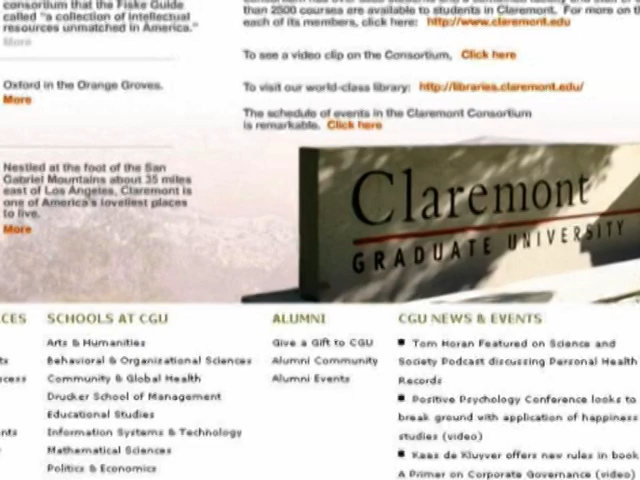 consortium that the Fiske Guide
called "a collection of intellectual
resources unmatched in America."
More
Oxford in the Orange Groves.
More
Nestled at the foot of the San
Gabriel Mountains about 35 miles
east of Los Angeles, Claremont is
one of America's loveliest places
to live.
More
than 2500 courses are available to students in Claremont. For more on
each of its members, click here: http://www.claremont.edu
To see a video clip on the Consortium, Click here
To visit our world-class library: http://libraries.claremont.edu/
The schedule of events in the Claremont Consortium
is remarkable. Click here
Claremont
GRADUATE UNIVERSITY
CES
ts
cess
nts
SCHOOLS AT CGU
Arts & Humanities
Behavioral & Organizational Sciences
Community & Global Health
Drucker School of Management
Educational Studies
Information Systems & Technology
Mathematical Sciences
Politics & Economics
ALUMNI
Give a Gift to CGU
Alumni Community
Alumni Events
CGU NEWS & EVENTS
Tom Horan Featured on Science and
Society Podcast discussing Personal Health
Records
Positive Psychology Conference looks to
break ground with application of happiness
studies (video)
Kees de Kluyver offers new rules in book
A Primer on Corporate Governance (video)